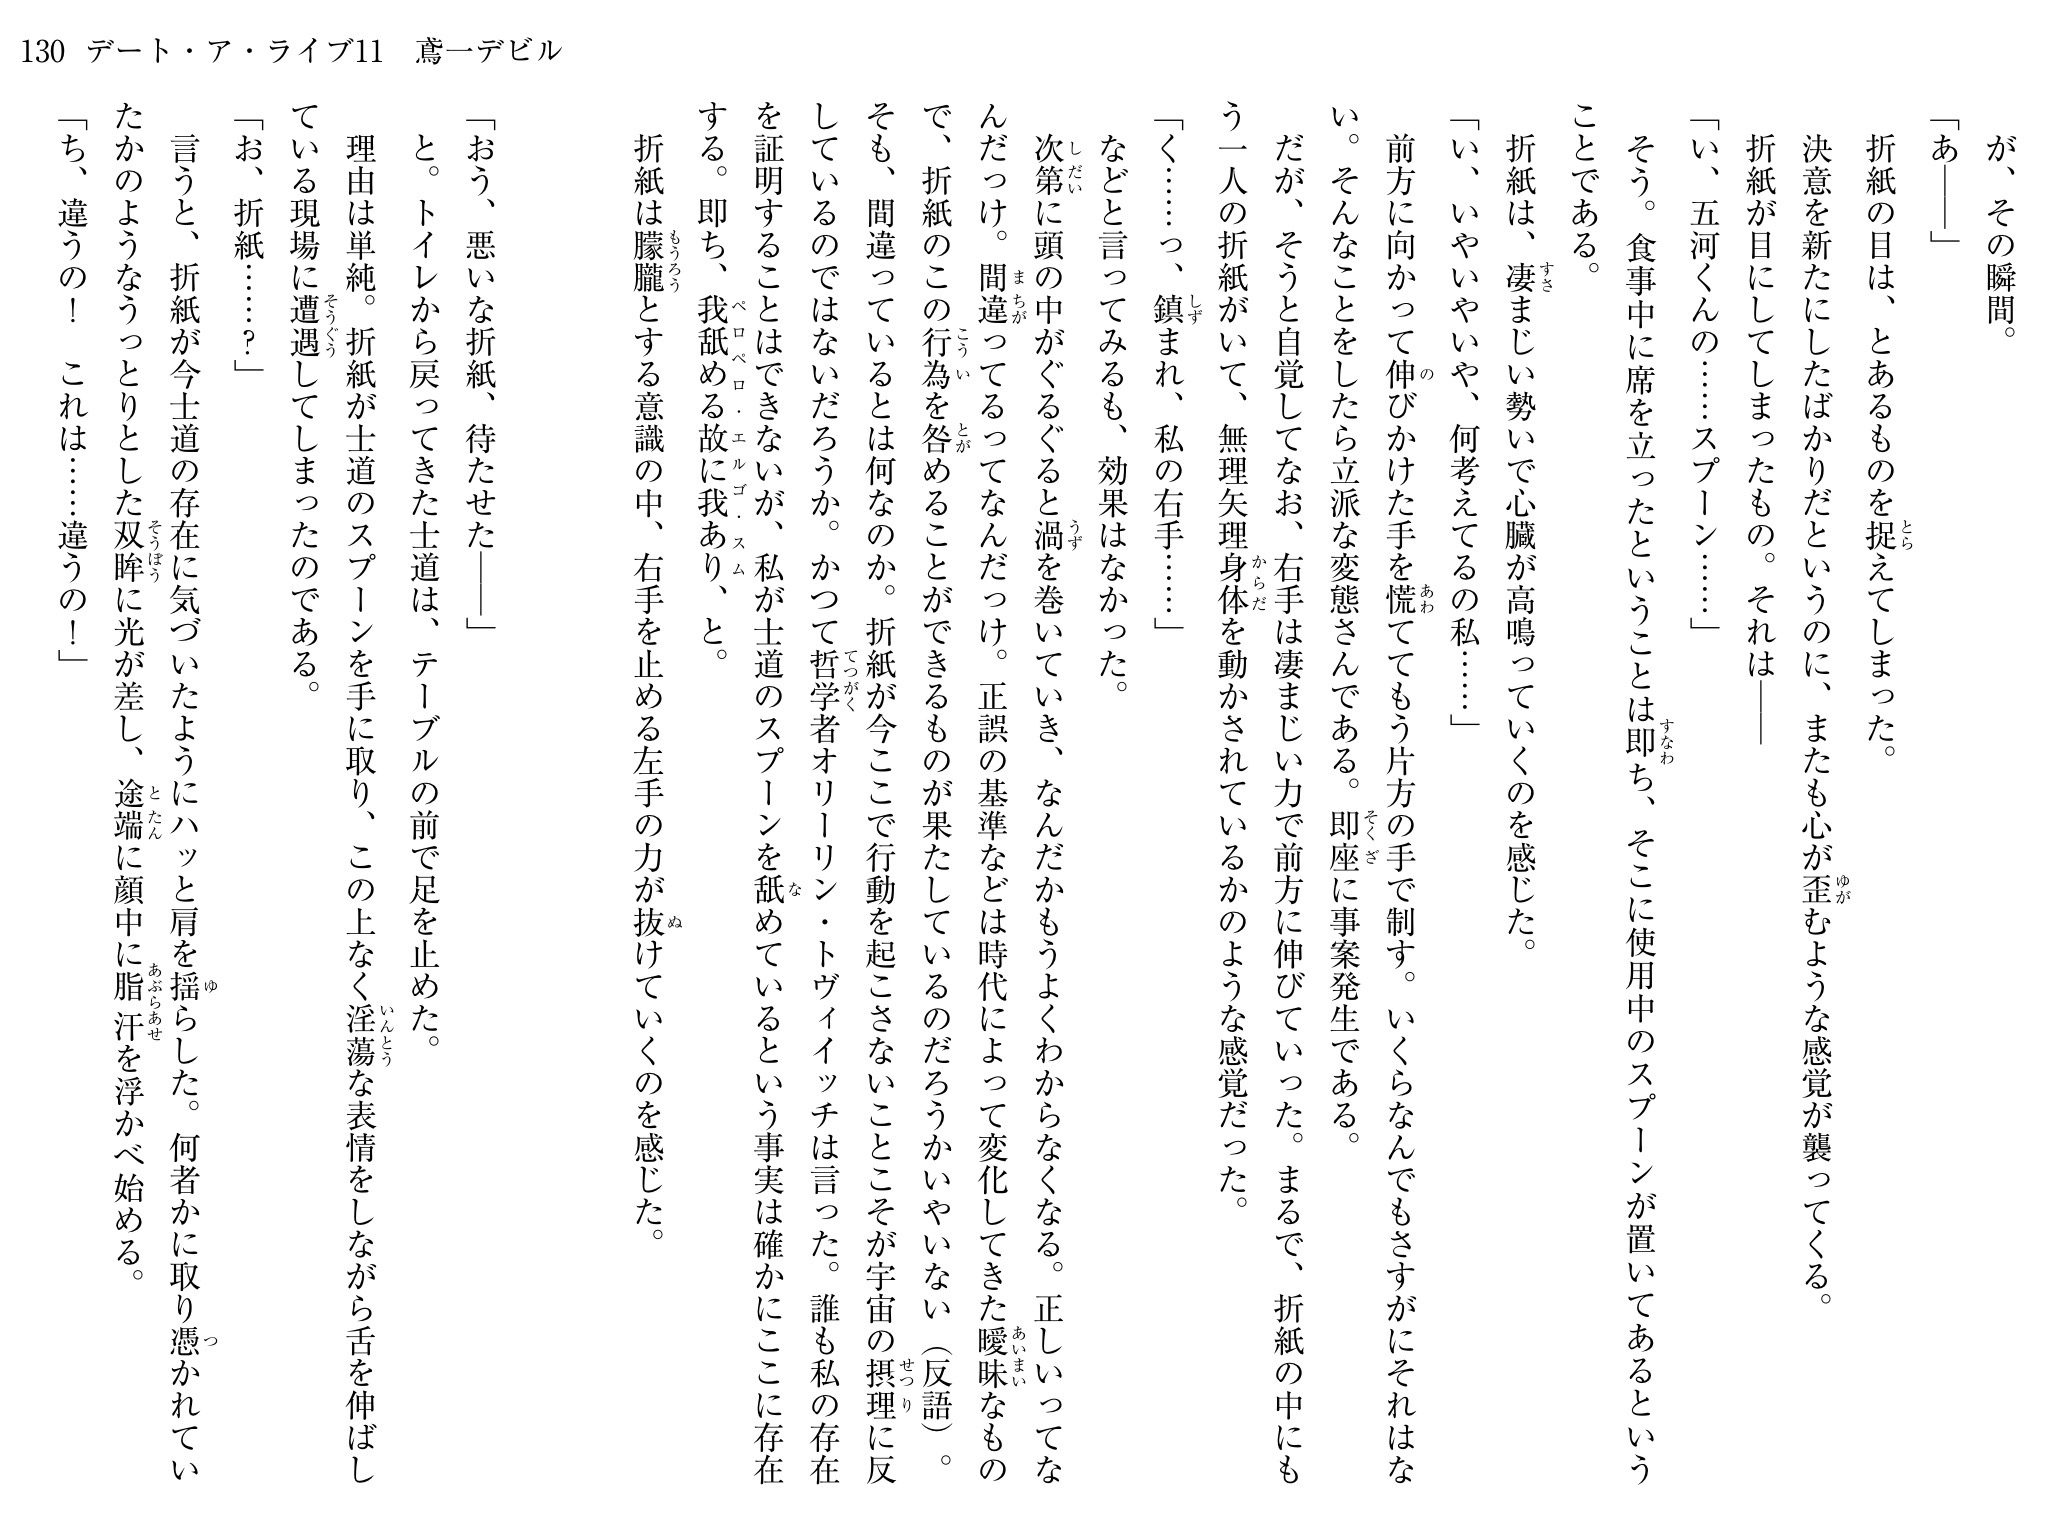 130 デート・ア・ライブ11 鳶一デビル
が、その瞬間。
「あ――」
折紙の目は、とあるものを捉えてしまった。
決意を新たにしたばかりだというのに、またも心が歪むような感覚が襲ってくる。
折紙が目にしてしまったもの。それは――
「い、五河くんの……スプーン……」
そう。食事中に席を立ったということは即ち、そこに使用中のスプーンが置いてあるという
ことである。
折紙は、凄まじい勢いで心臓が高鳴っていくのを感じた。
「い、いやいやいや、何考えてるの私……」
前方に向かって伸びかけた手を慌ててもう片方の手で制す。いくらなんでもさすがにそれはな
い。そんなことをしたら立派な変態さんである。即座に事案発生である。
だが、そうと自覚してなお、右手は凄まじい力で前方に伸びていった。まるで、折紙の中にも
う一人の折紙がいて、無理矢理身体を動かされているかのような感覚だった。
「く……っ、鎮まれ、私の右手……」
などと言ってみるも、効果はなかった。
次第に頭の中がぐるぐると渦を巻いていき、なんだかもうよくわからなくなる。正しいってな
んだっけ。間違ってるってなんだっけ。正誤の基準などは時代によって変化してきた曖昧なもの
で、折紙のこの行為を咎めることができるものが果たしているのだろうかいやいない（反語）。
そも、間違っているとは何なのか。折紙が今ここで行動を起こさないことこそが宇宙の摂理に反
しているのではないだろうか。かつて哲学者オリーリン・トヴィイッチは言った。誰も私の存在
を証明することはできないが、私が士道のスプーンを舐めているという事実は確かにここに存在
する。即ち、我舐める故に我あり、と。
折紙は朦朧とする意識の中、右手を止める左手の力が抜けていくのを感じた。
「おう、悪いな折紙、待たせた――」
と。トイレから戻ってきた士道は、テーブルの前で足を止めた。
理由は単純。折紙が士道のスプーンを手に取り、この上なく淫蕩な表情をしながら舌を伸ばし
ている現場に遭遇してしまったのである。
「お、折紙……?」
言うと、折紙が今士道の存在に気づいたようにハッと肩を揺らした。何者かに取り憑かれてい
たかのようなうっとりとした双眸に光が差し、途端に顔中に脂汗を浮かべ始める。
「ち、違うの！　これは……違うの！」